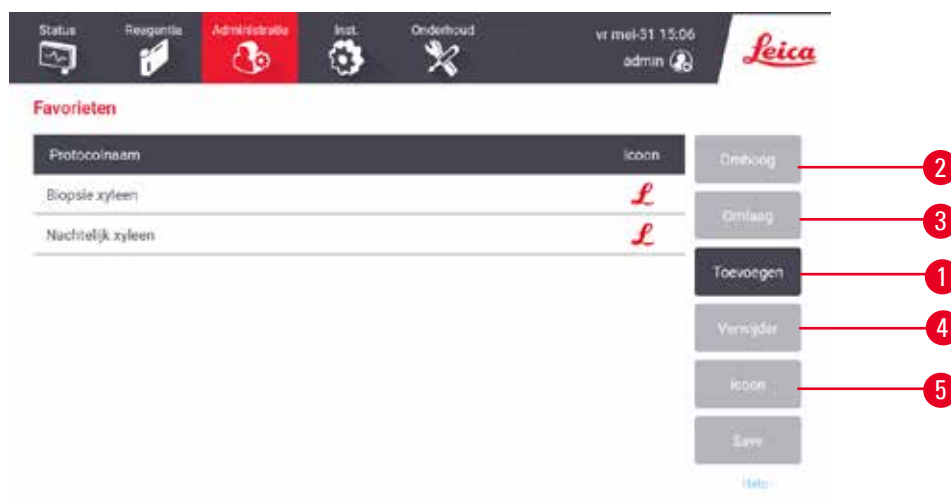 Status Reagentia Administratie Inst. Onderhoud vr mei-31 15:06
admin
Leica
Favorieten
Protocolnaam Icoon
Omhoog 2
Biopsie xyleen L
Omlaag 3
Nachtelijk xyleen L
Toevoegen 1
Verwijder 4
Icoon 5
Save
Help